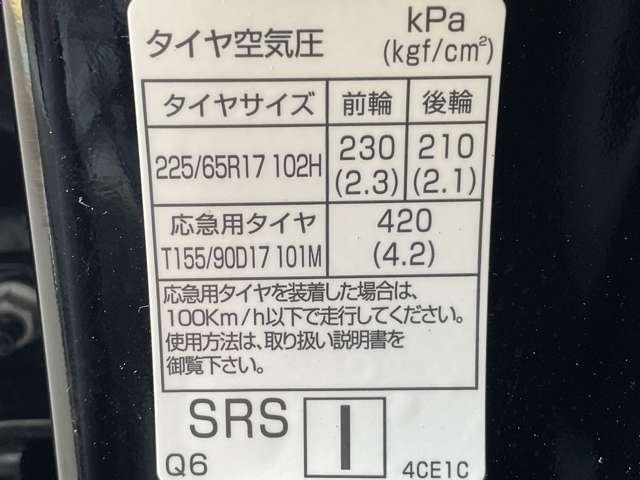 タイヤ空気圧 kPa
(kgf/cm²)
タイヤサイズ 前輪 後輪
225/65R17 102H 230 210
(2.3) (2.1)
応急用タイヤ 420
T155/90D17 101M (4.2)
応急用タイヤを装着した場合は、
100Km/h以下で走行してください。
使用方法は、取り扱い説明書を
御覧下さい。
SRS I
Q6 4CE1C